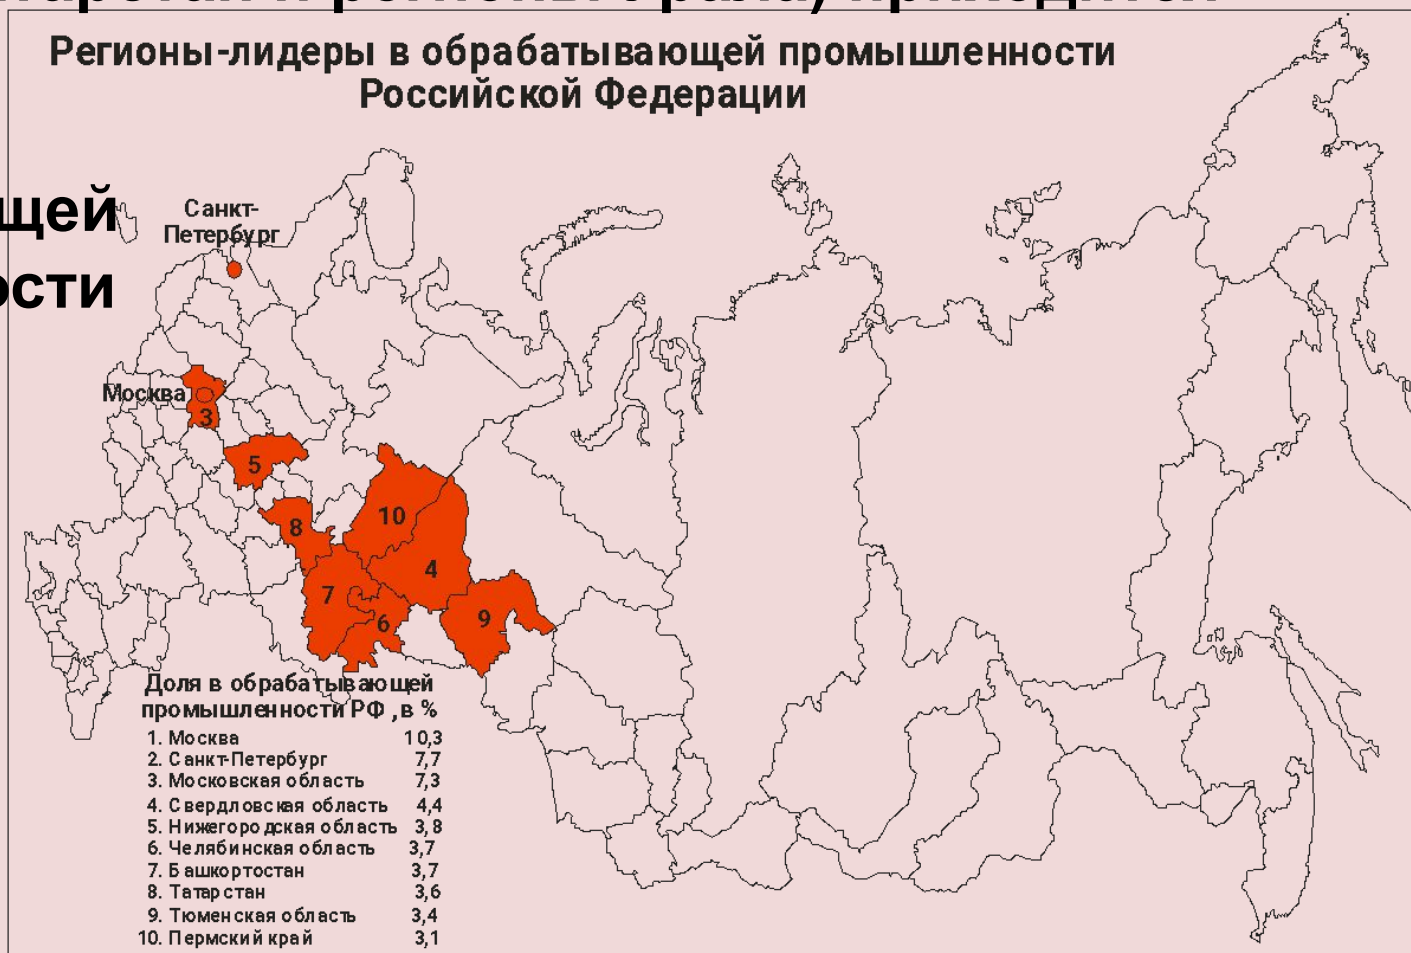 Регионы-лидеры в обрабатывающей промышленности
Российской Федерации
щей
ости
Санкт-
Петербург
Москва
3
5
8
10
4
7
6
9
Доля в обрабатывающей
промышленности РФ , в %
1. Москва 10,3
2. Санкт-Петербург 7,7
3. Московская область 7,3
4. Свердловская область 4,4
5. Нижегородская область 3,8
6. Челябинская область 3,7
7. Башкортостан 3,7
8. Татарстан 3,6
9. Тюменская область 3,4
10. Пермский край 3,1